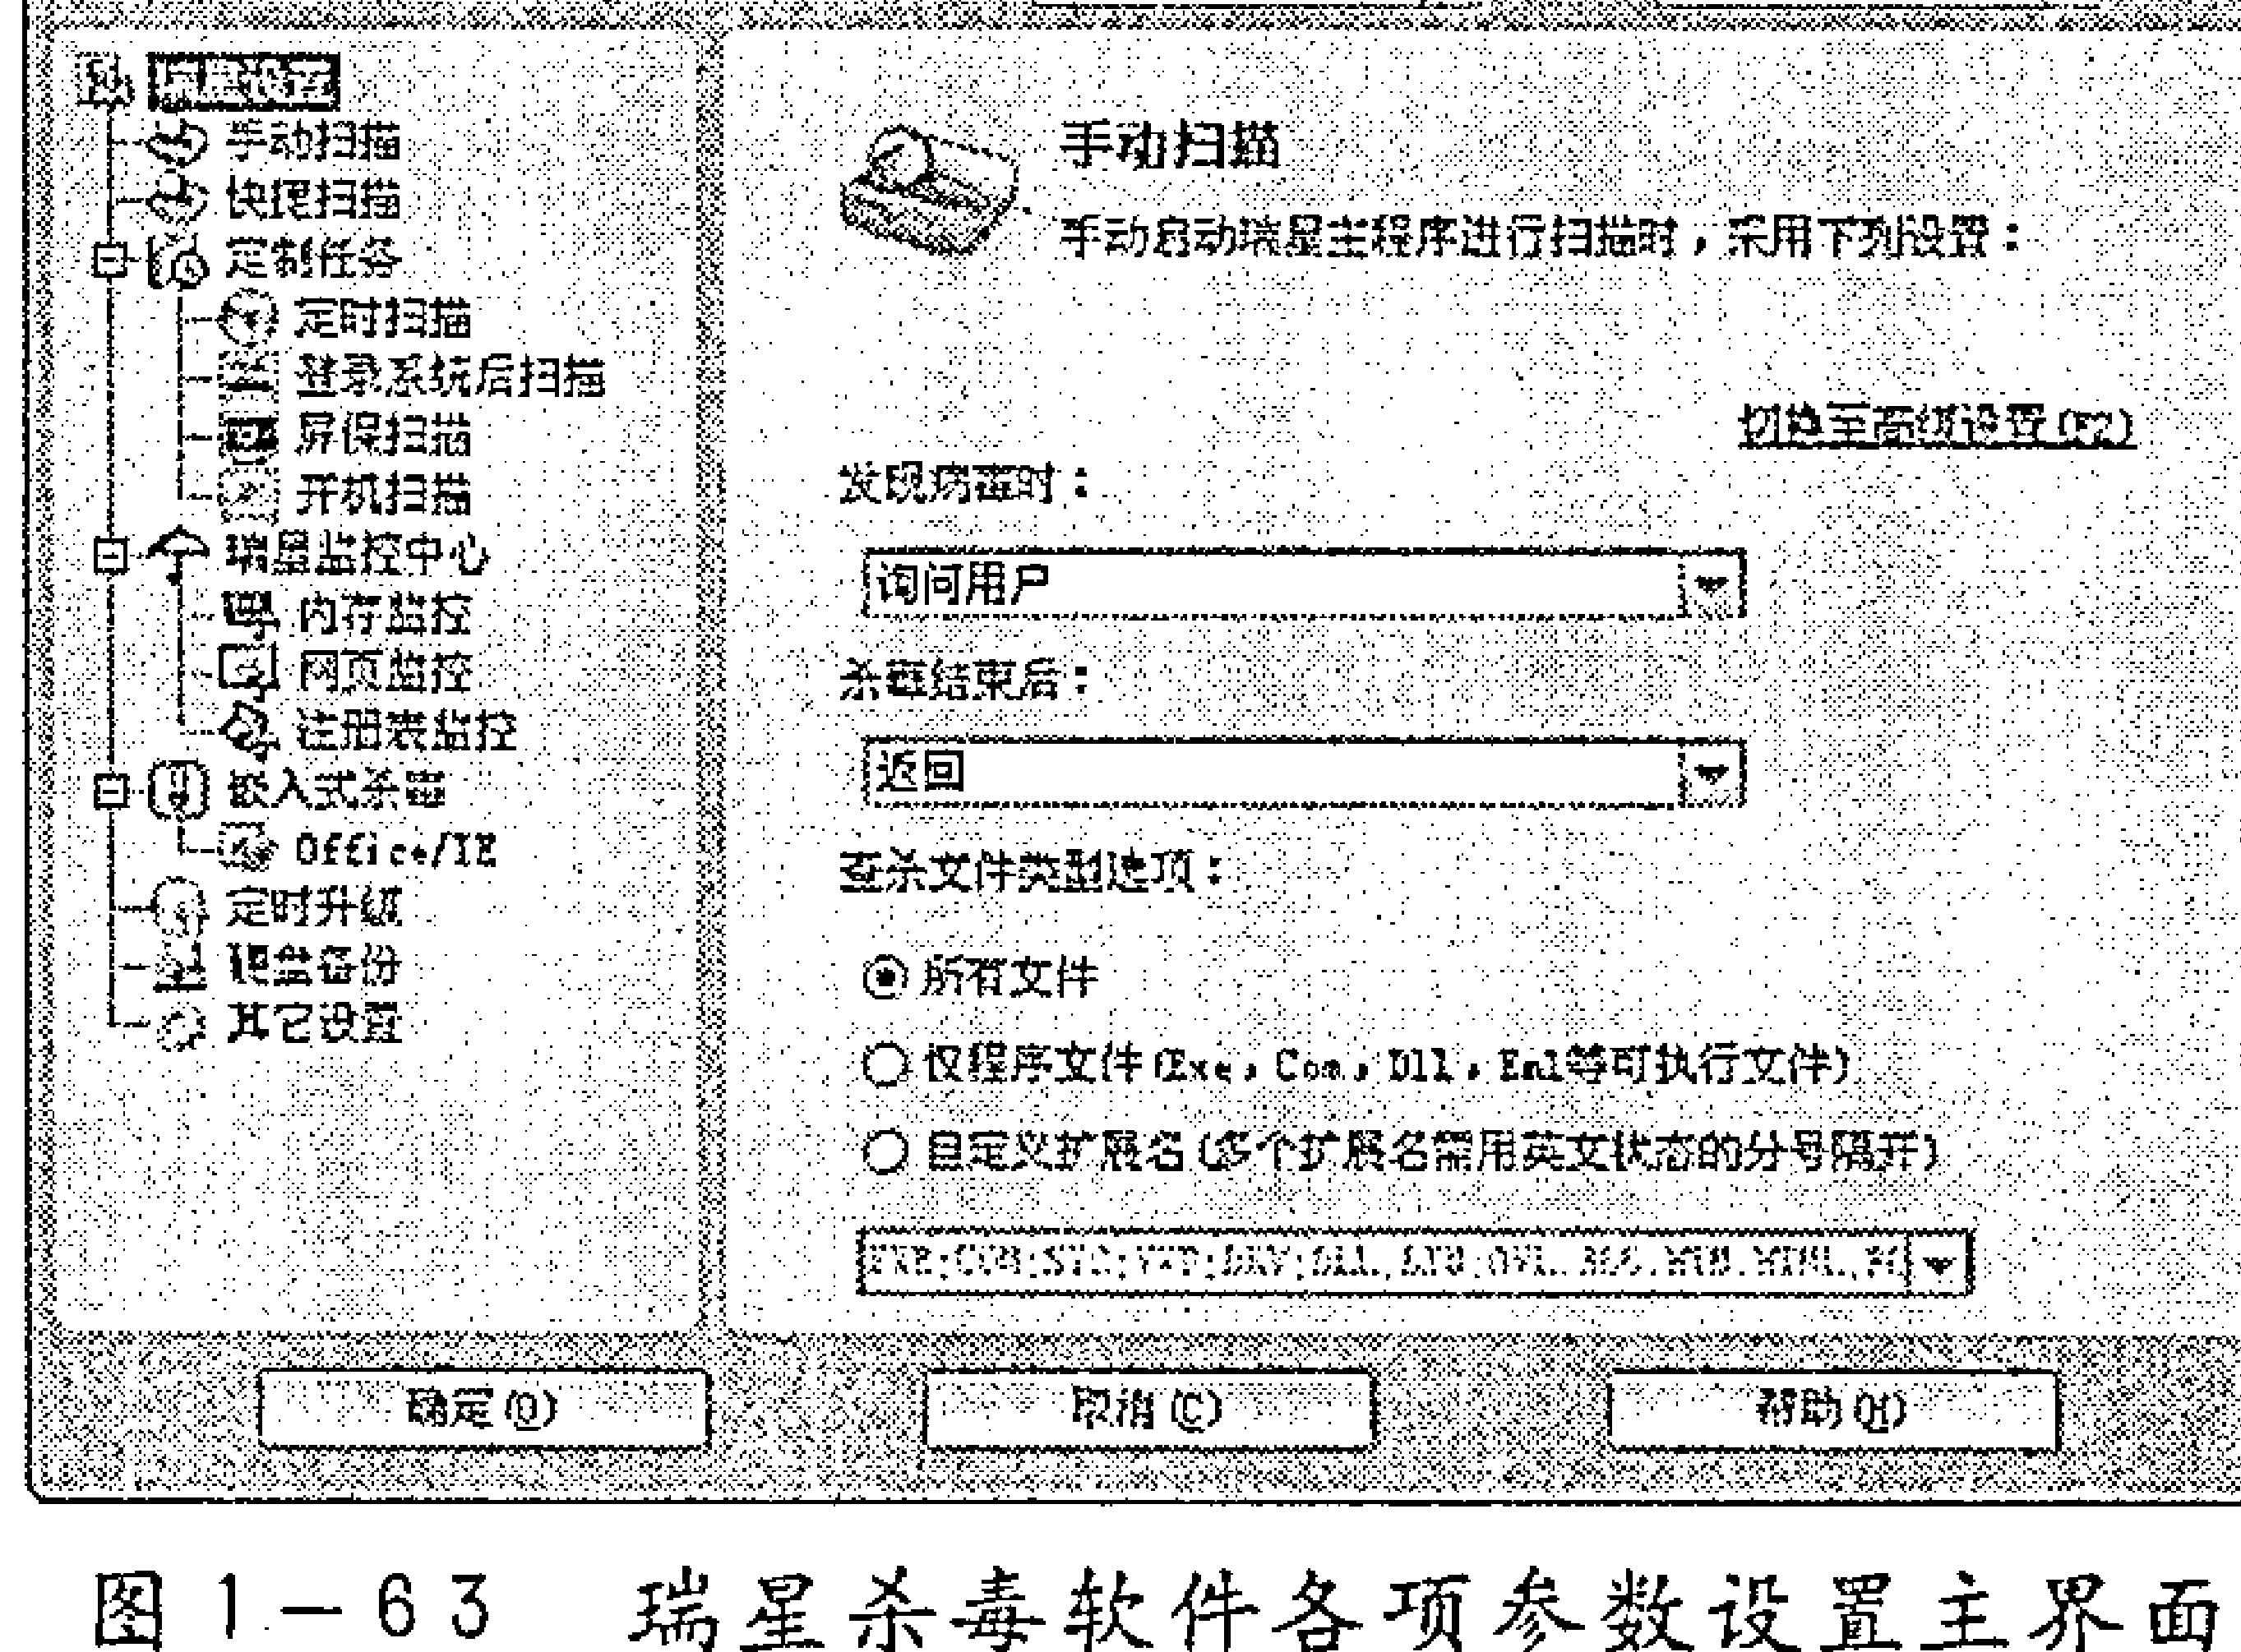 瑞星设置
手动扫描
快捷扫描
定制任务
定时扫描
登录系统后扫描
屏保扫描
开机扫描
瑞星监控中心
内存监控
网页监控
注册表监控
嵌入式杀毒
Office/IE
定时升级
硬盘备份
其它设置
手动扫描
手动启动瑞星主程序进行扫描时，采用下列设置：
切换至高级设置(F2)
发现病毒时：
询问用户
杀毒结束后：
返回
查杀文件类型选项：
所有文件
仅程序文件(Exe，Com，Dll，Eml等可执行文件)
自定义扩展名(多个扩展名需用英文状态的分号隔开)
确定(O)
取消(C)
帮助(H)
图1－63 瑞星杀毒软件各项参数设置主界面